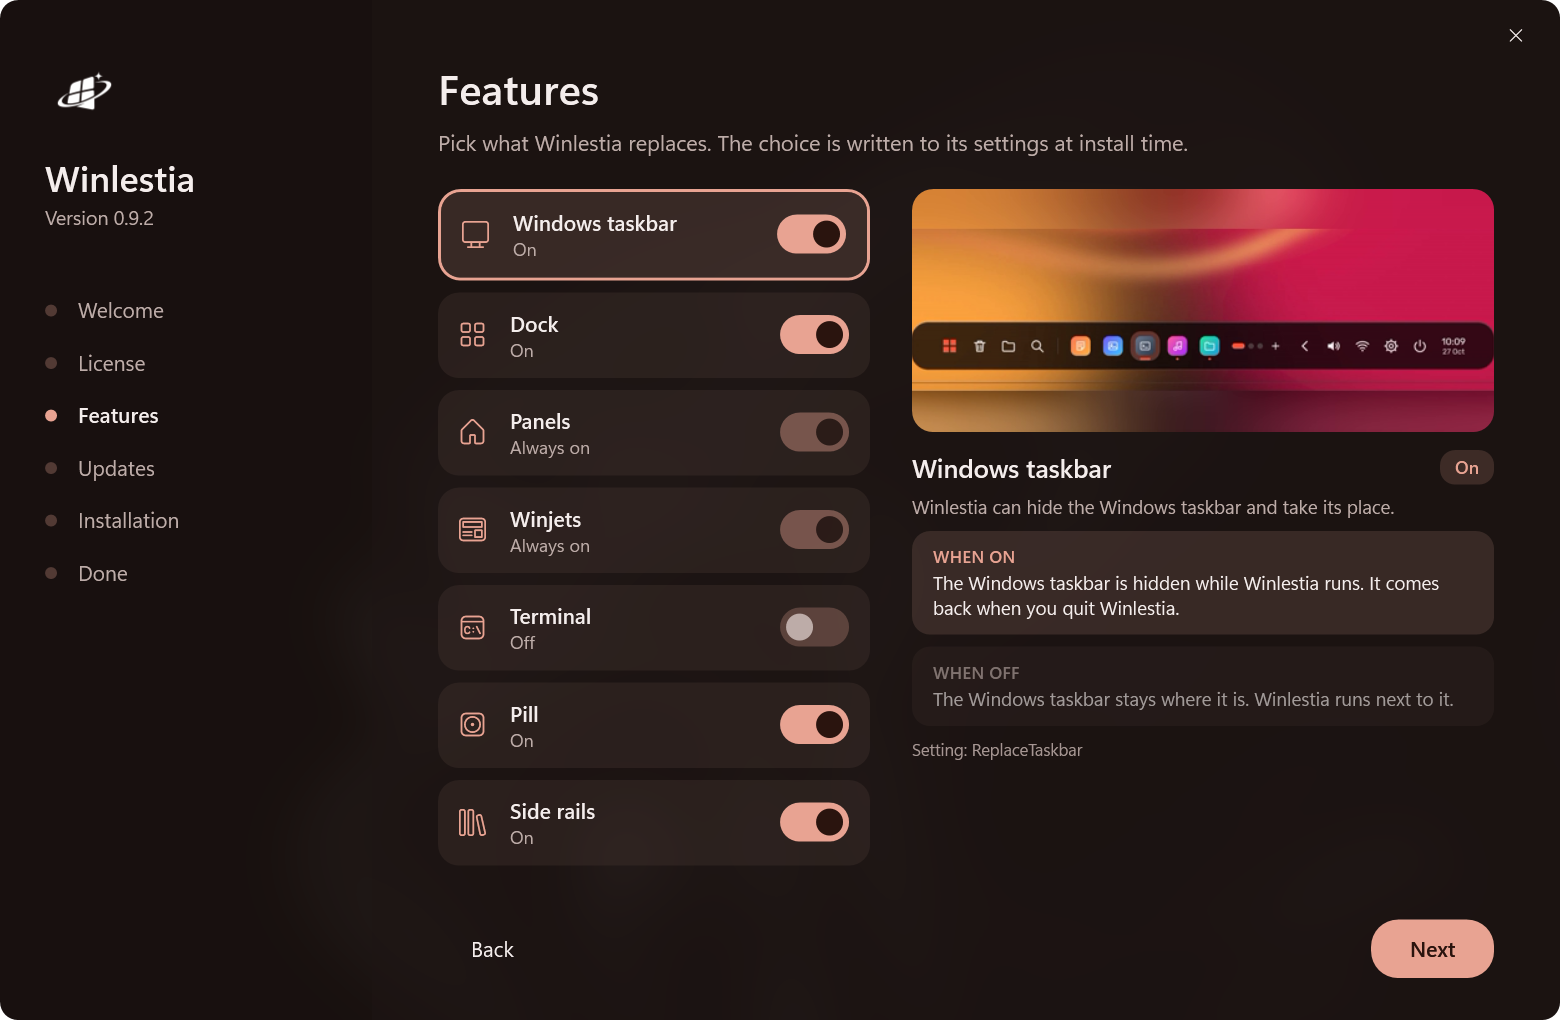 Winlestia
Version 0.9.2
Welcome
License
Features
Updates
Installation
Done
Features
Pick what Winlestia replaces. The choice is written to its settings at install time.
Windows taskbar
On
Dock
On
Panels
Always on
Winjets
Always on
C:\
Terminal
Off
Pill
On
Side rails
On
10:09
27 Oct
Windows taskbar
On
Winlestia can hide the Windows taskbar and take its place.
WHEN ON
The Windows taskbar is hidden while Winlestia runs. It comes
back when you quit Winlestia.
WHEN OFF
The Windows taskbar stays where it is. Winlestia runs next to it.
Setting: ReplaceTaskbar
Back
Next